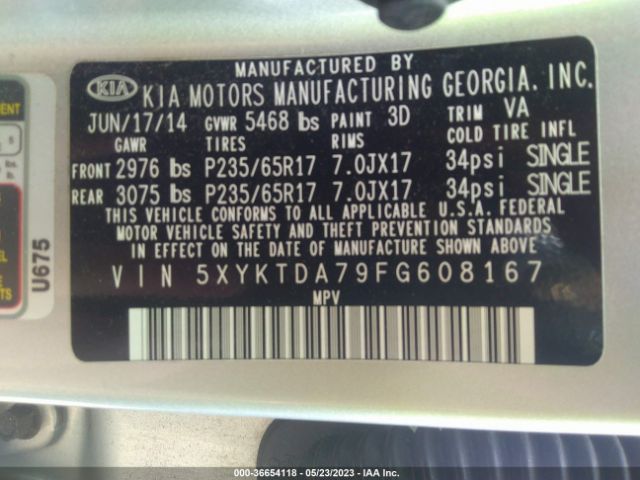 MANUFACTURED BY
KIA KIA MOTORS MANUFACTURING GEORGIA. INC.
JUN/17/14 GVWR 5468 lbs PAINT 3D TRIM VA
GAWR TIRES RIMS COLD TIRE INFL
FRONT 2976 lbs P235/65R17 7.0JX17 34psi SINGLE
REAR 3075 lbs P235/65R17 7.0JX17 34psi SINGLE
THIS VEHICLE CONFORMS TO ALL APPLICABLE U.S.A. FEDERAL
MOTOR VEHICLE SAFETY AND THEFT PREVENTION STANDARDS
IN EFFECT ON THE DATE OF MANUFACTURE SHOWN ABOVE.
VIN 5XYKTDA79FG608167
MPV
U675
000-36654118 - 05/23/2023 - IAA Inc.